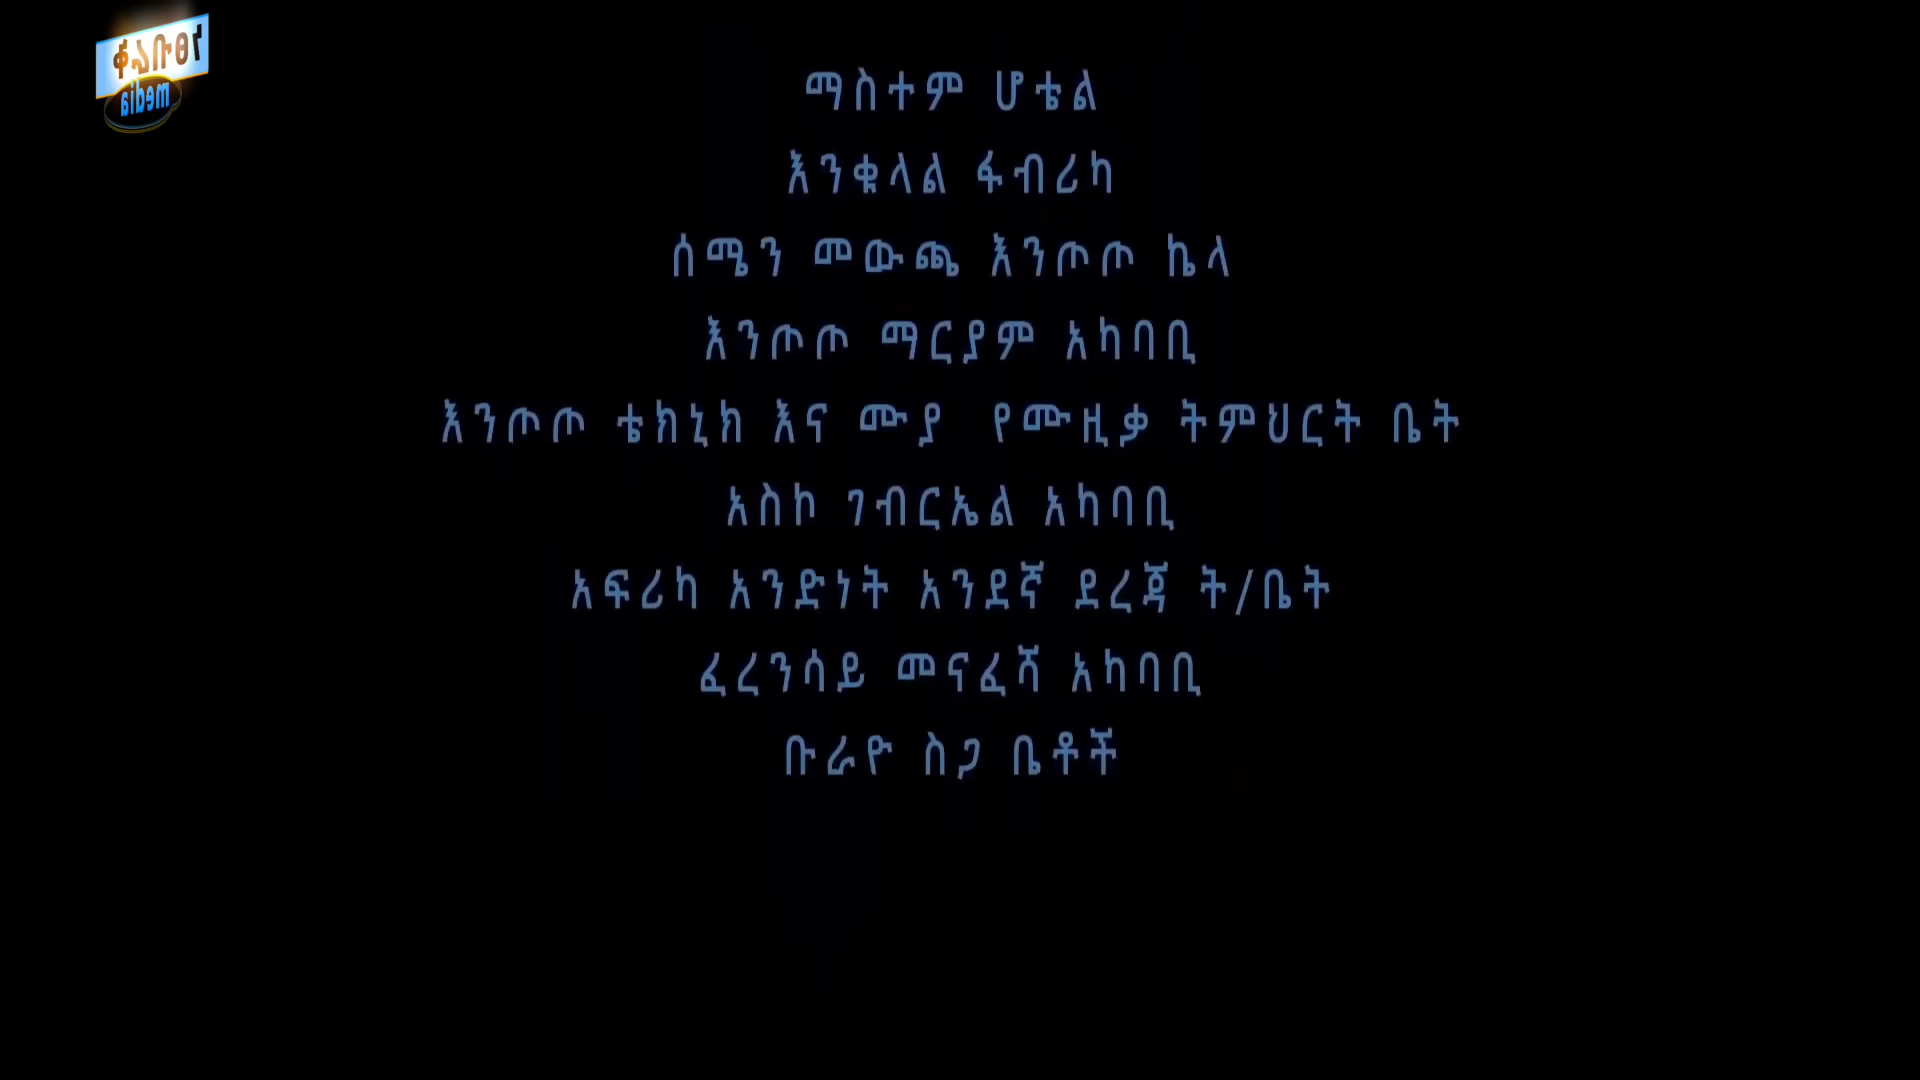 ማስተም ሆቴል
እንቁላል ፋብሪካ
ሰሜን መውጫ እንጦጦ ኬላ
እንጦጦ ማርያም አካባቢ
እንጦጦ ቴክኒክ እና ሙያ የሙዚቃ ትምህርት ቤት
አስኮ ገብርኤል አካባቢ
አፍሪካ አንድነት አንደኛ ደረጃ ት/ቤት
ፈረንሳይ መናፈሻ አካባቢ
ቡራዮ ስጋ ቤቶች
media